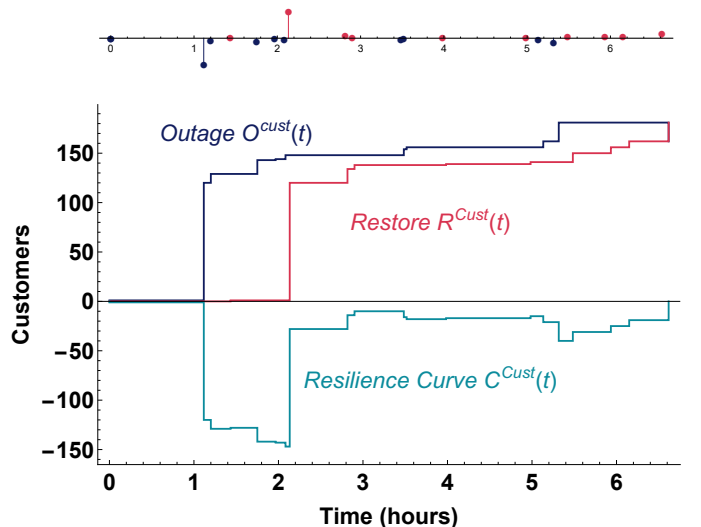 0 1 2 3 4 5 6
Outage O^cust(t)
150
Restore R^Cust(t)
100
50
Customers
0
−50
Resilience Curve C^Cust(t)
−100
−150
0 1 2 3 4 5 6
Time (hours)